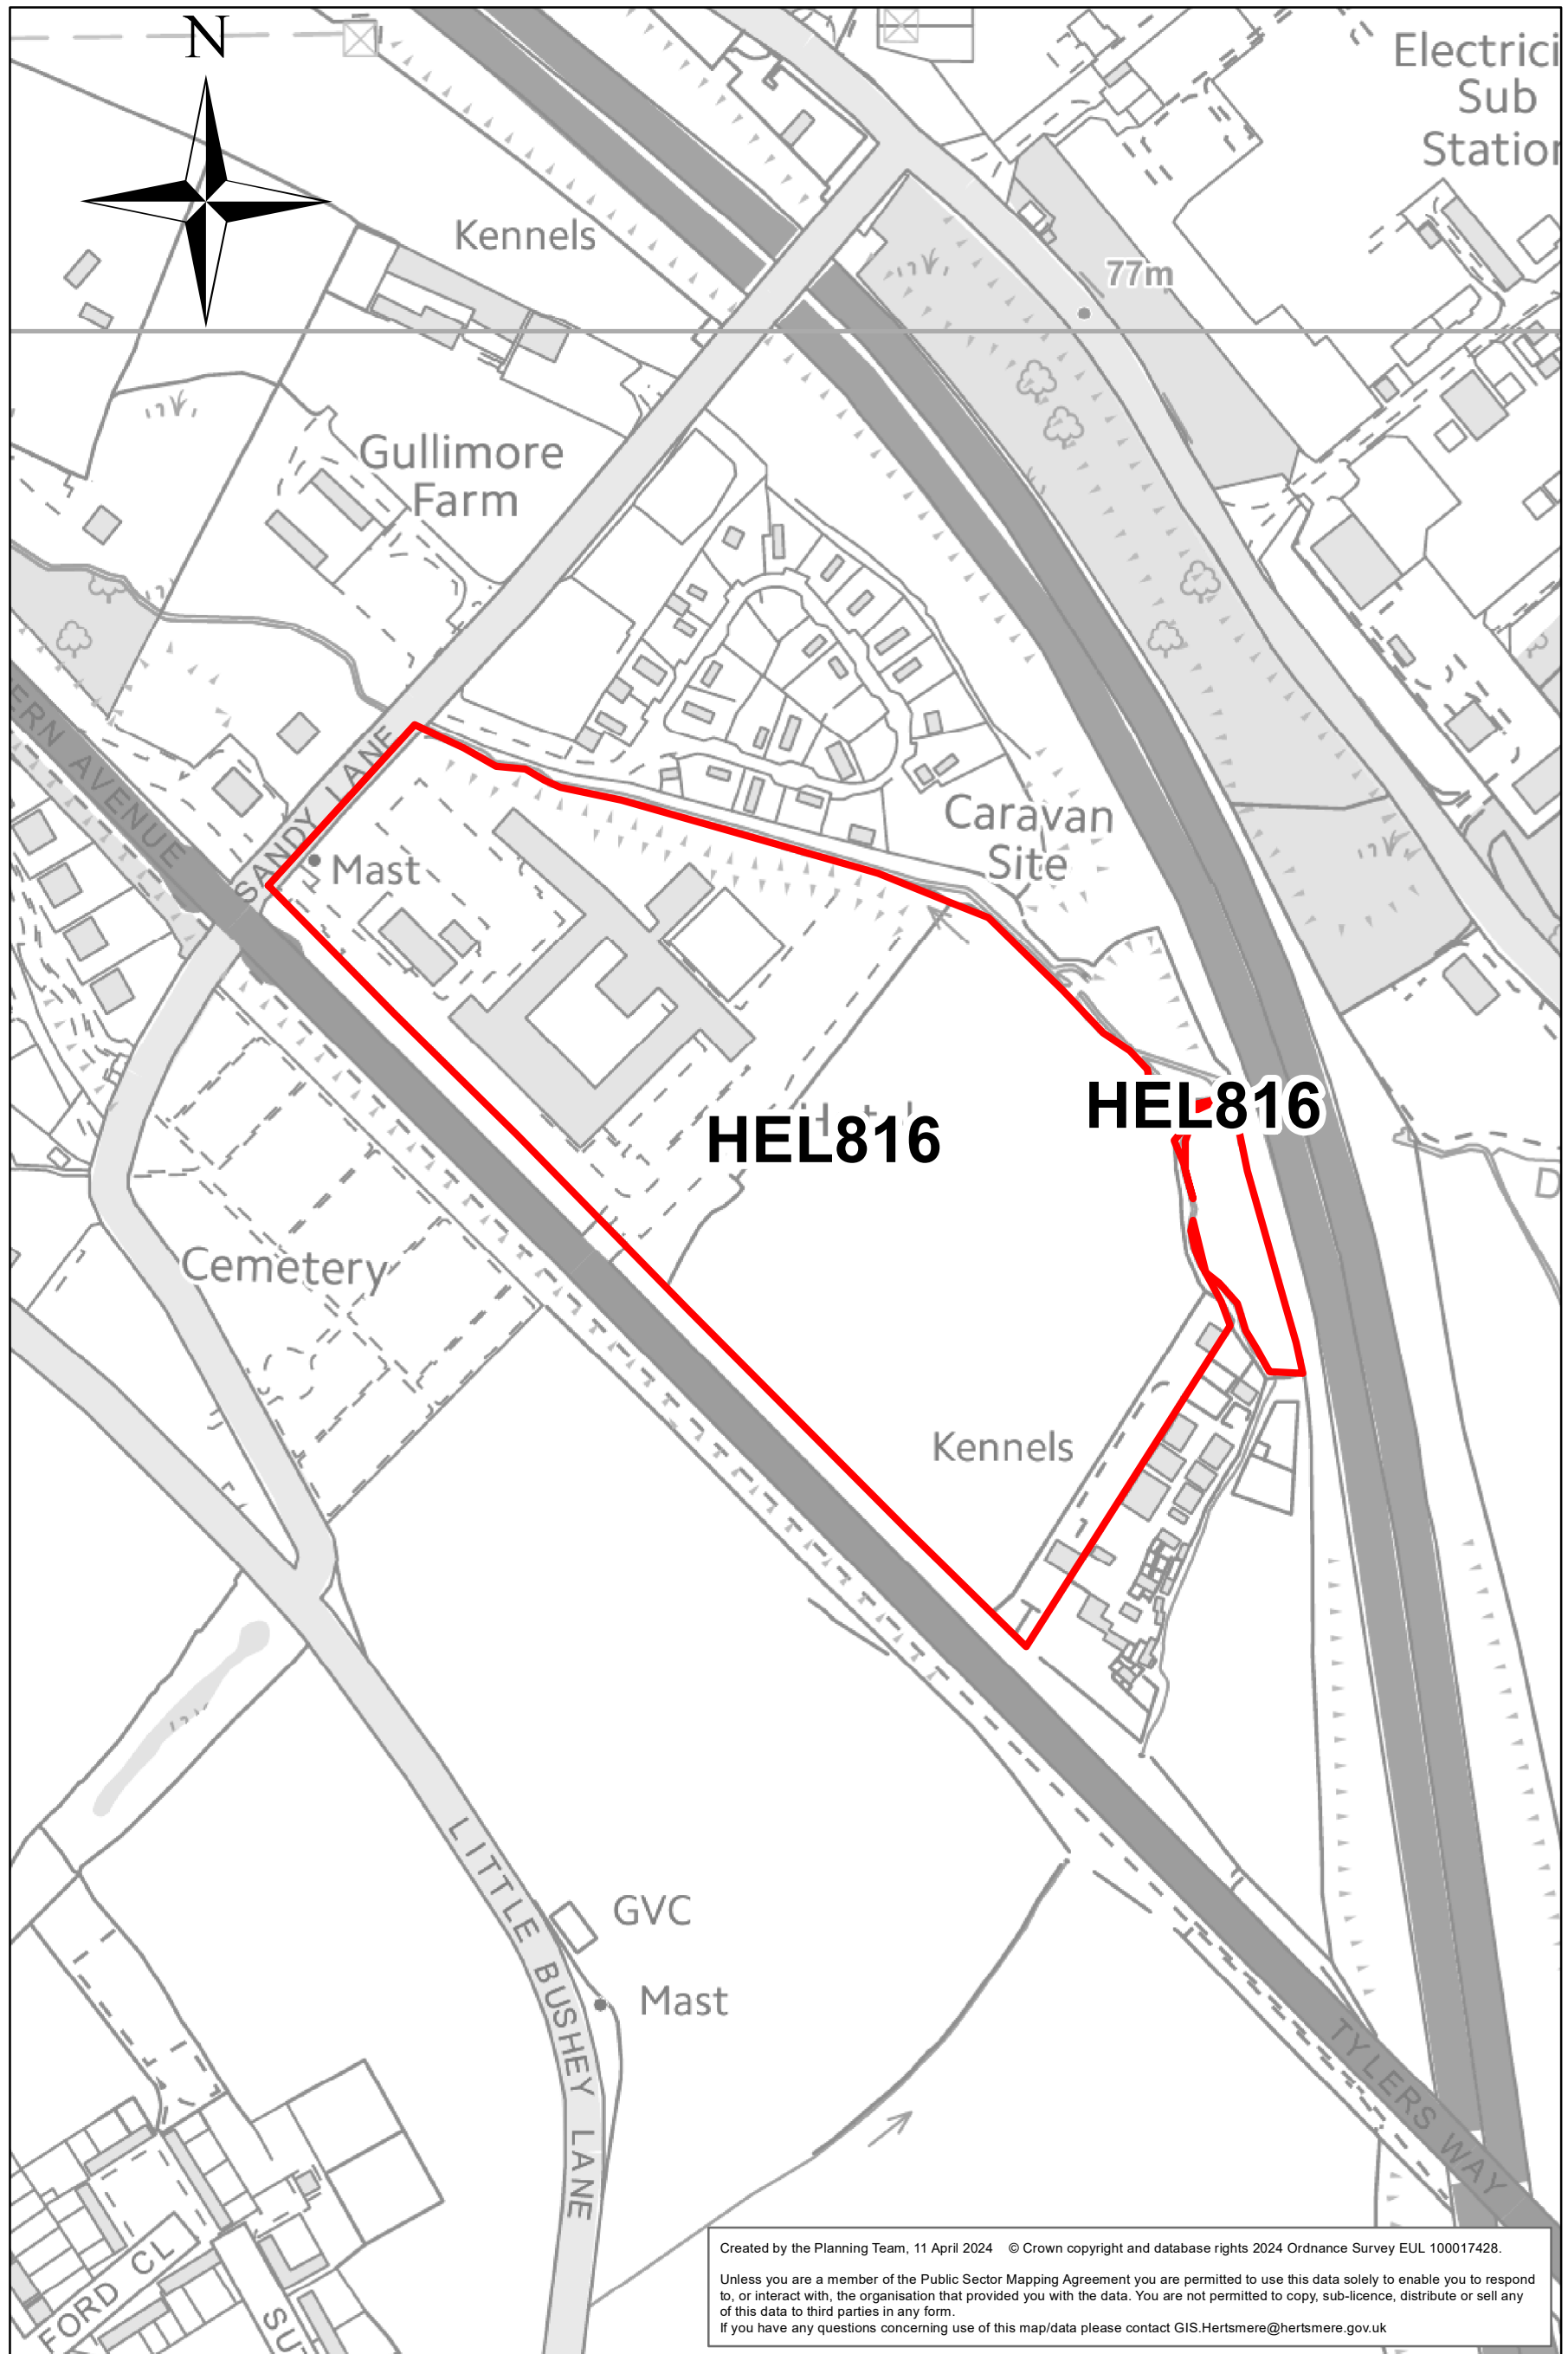 N
Electrici
Sub
Station
Kennels
77m
Gullimore
Farm
ERN AVENUE
SANDY LANE
Mast
Caravan
Site
HEL816
HEL816
Cemetery
D
Kennels
GVC
Mast
LITTLE BUSHEY LANE
TYLERS WAY
FORD CL
SUT
Created by the Planning Team, 11 April 2024 © Crown copyright and database rights 2024 Ordnance Survey EUL 100017428.
Unless you are a member of the Public Sector Mapping Agreement you are permitted to use this data solely to enable you to respond
to, or interact with, the organisation that provided you with the data. You are not permitted to copy, sub-licence, distribute or sell any
of this data to third parties in any form.
If you have any questions concerning use of this map/data please contact GIS.Hertsmere@hertsmere.gov.uk